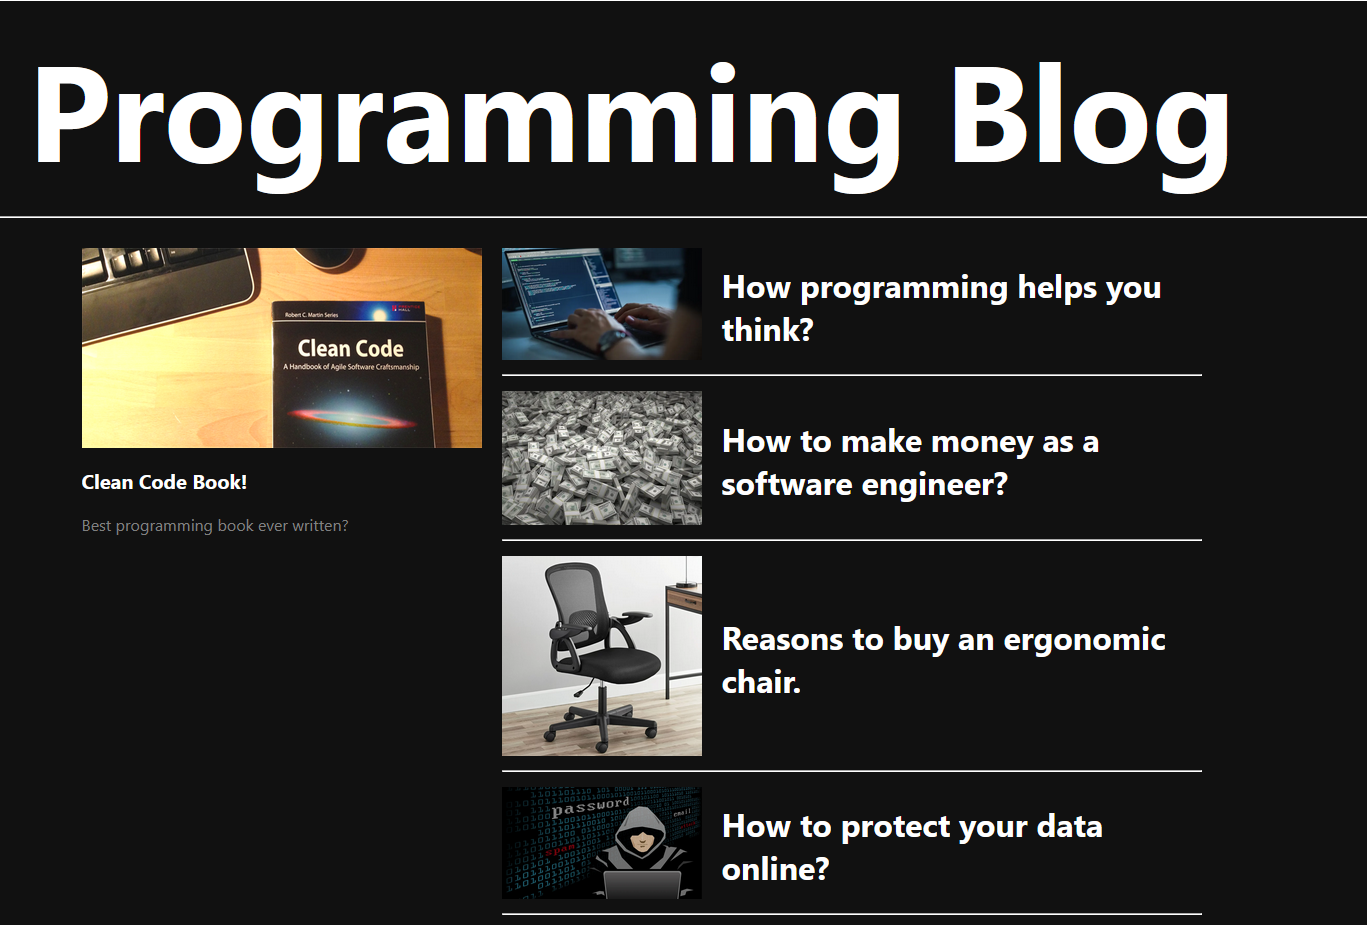 Programming Blog
Robert C. Martin Series
PRENTICE
HALL
Clean Code
A Handbook of Agile Software Craftsmanship
Clean Code Book!
Best programming book ever written?
How programming helps you
think?
How to make money as a
software engineer?
Reasons to buy an ergonomic
chair.
password
email
spam
How to protect your data
online?